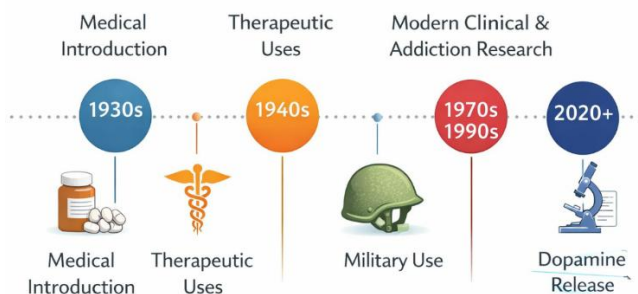 Medical
Introduction
Therapeutic
Uses
Modern Clinical &
Addiction Research
1930s
1940s
1970s
1990s
2020+
Medical
Introduction
Therapeutic
Uses
Military Use
Dopamine
Release